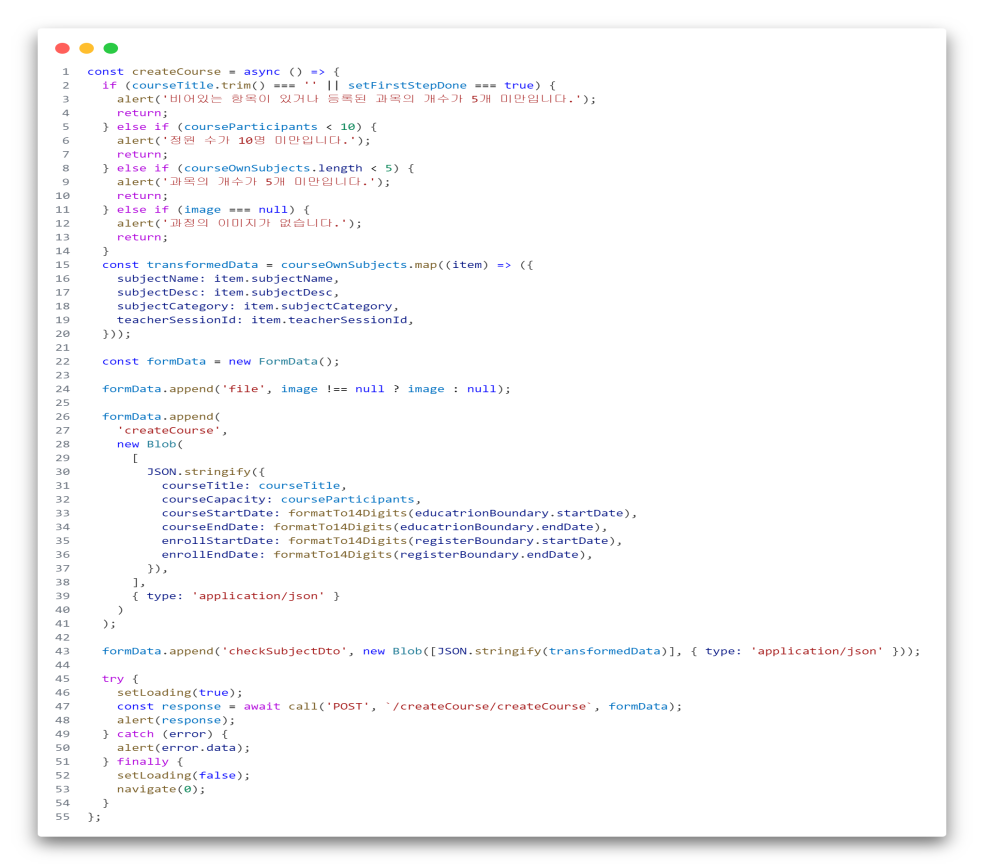 1 const createCourse = async () => {
2 if (courseTitle.trim() === '' || setFirstStepDone === true) {
3 alert('비어있는 항목이 있거나 등록된 과목의 개수가 5개 미만입니다.');
4 return;
5 } else if (courseParticipants < 10) {
6 alert('정원 수가 10명 미만입니다.');
7 return;
8 } else if (courseOwnSubjects.length < 5) {
9 alert('과목의 개수가 5개 미만입니다.');
10 return;
11 } else if (image === null) {
12 alert('과정의 이미지가 없습니다.');
13 return;
14 }
15 const transformedData = courseOwnSubjects.map((item) => ({
16 subjectName: item.subjectName,
17 subjectDesc: item.subjectDesc,
18 subjectCategory: item.subjectCategory,
19 teacherSessionId: item.teacherSessionId,
20 }));
21
22 const formData = new FormData();
23
24 formData.append('file', image !== null ? image : null);
25
26 formData.append(
27 'createCourse',
28 new Blob(
29 [
30 JSON.stringify({
31 courseTitle: courseTitle,
32 courseCapacity: courseParticipants,
33 courseStartDate: formatTo14Digits(educatrionBoundary.startDate),
34 courseEndDate: formatTo14Digits(educatrionBoundary.endDate),
35 enrollStartDate: formatTo14Digits(registerBoundary.startDate),
36 enrollEndDate: formatTo14Digits(registerBoundary.endDate),
37 }),
38 ],
39 { type: 'application/json' }
40 )
41 );
42
43 formData.append('checkSubjectDto', new Blob([JSON.stringify(transformedData)], { type: 'application/json' }));
44
45 try {
46 setLoading(true);
47 const response = await call('POST', `/createCourse/createCourse`, formData);
48 alert(response);
49 } catch (error) {
50 alert(error.data);
51 } finally {
52 setLoading(false);
53 navigate(0);
54 }
55 };